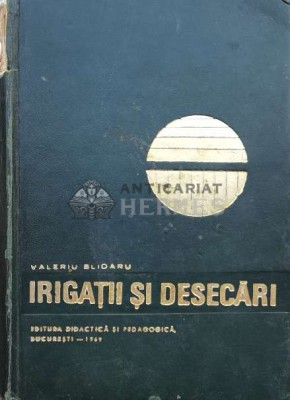 ANTICARIAT
HERMES
VALERIU BLIDARU
IRIGAȚII ȘI DESECĂRI
EDITURA DIDACTICĂ ȘI PEDAGOGICĂ,
BUCUREȘTI — 1969